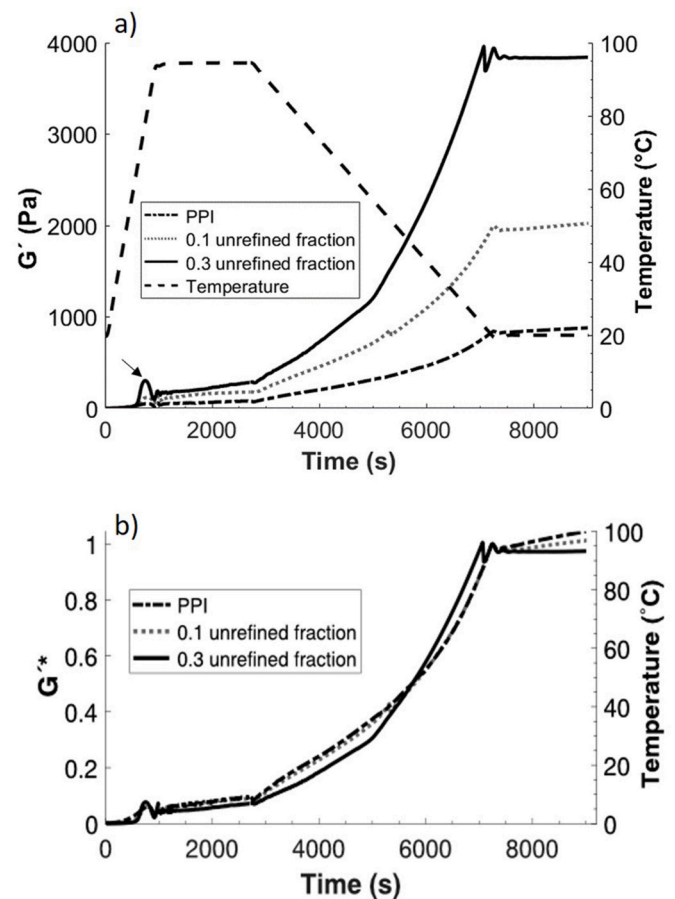 a)
4000
3000
2000
1000
0
G´ (Pa)
100
80
60
40
20
0
Temperature (°C)
PPI
0.1 unrefined fraction
0.3 unrefined fraction
Temperature
0 2000 4000 6000 8000
Time (s)
b)
1
0.8
0.6
0.4
0.2
0
G´*
100
80
60
40
20
0
Temperature (°C)
PPI
0.1 unrefined fraction
0.3 unrefined fraction
0 2000 4000 6000 8000
Time (s)